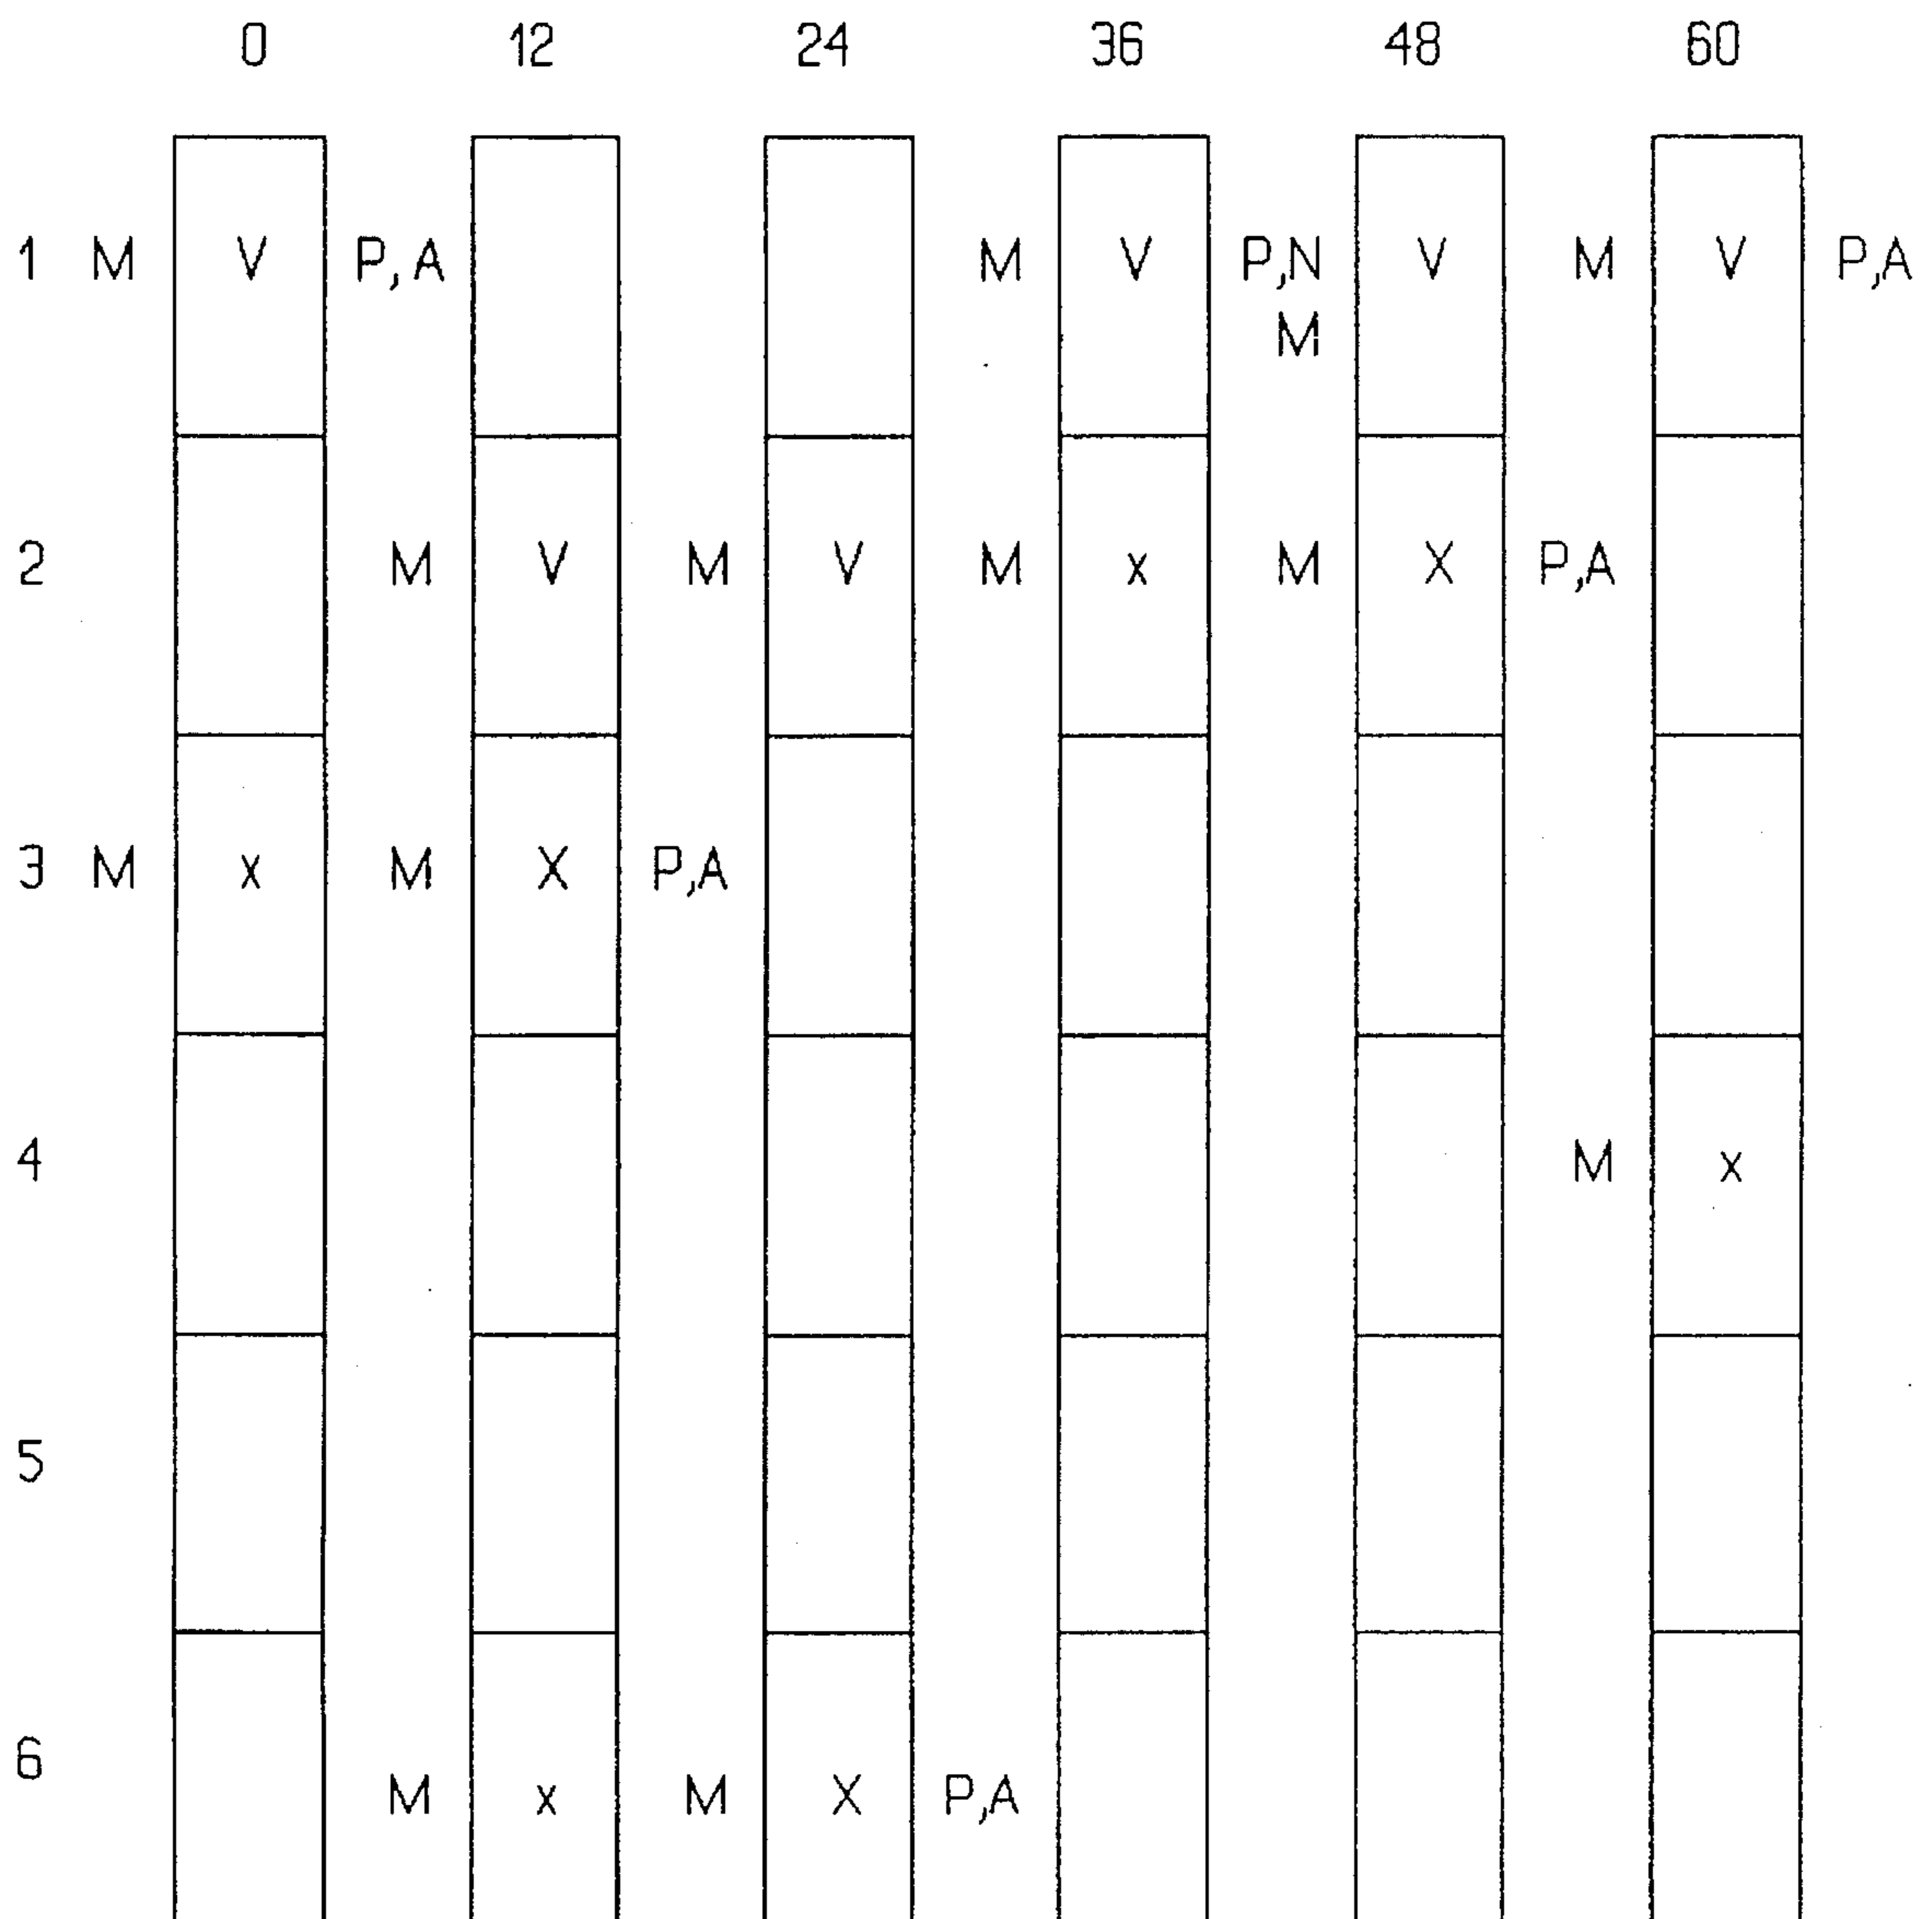 0 12 24 36 48 60
1 M V P, A M V P,N V M V P,A
M
2 M V M V M x M X P,A
3 M x M X P,A
4 M x
5
6
M x M X P,A